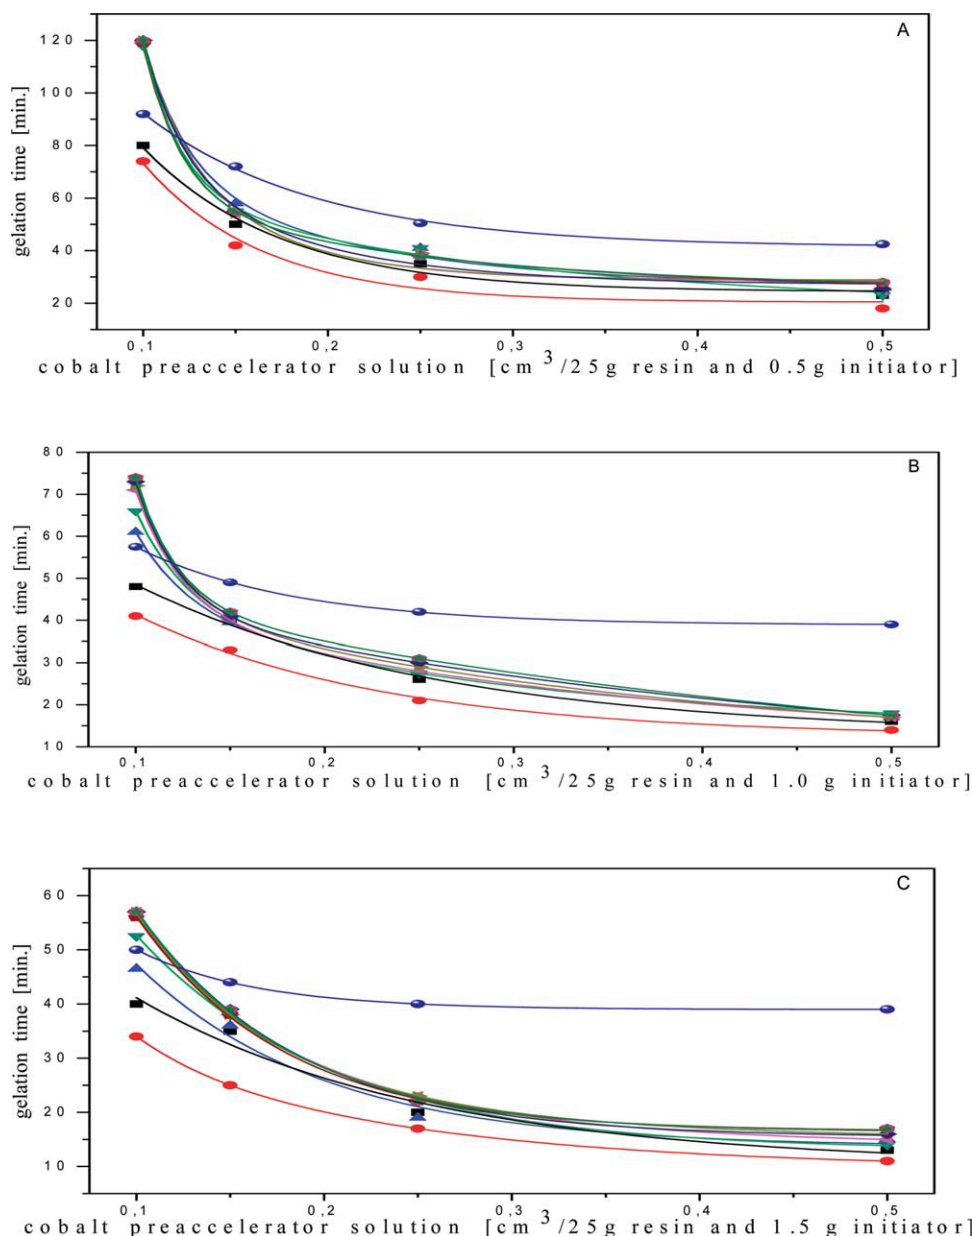 A
120
100
80
60
40
20
gelation time [min.]
0,1 0,2 0,3 0,4 0,5
cobalt preaccelerator solution [cm³/25g resin and 0.5g initiator]
B
80
70
60
50
40
30
20
10
gelation time [min.]
0,1 0,2 0,3 0,4 0,5
cobalt preaccelerator solution [cm³/25g resin and 1.0 g initiator]
C
60
50
40
30
20
10
gelation time [min.]
0,1 0,2 0,3 0,4 0,5
cobalt preaccelerator solution [cm³/25g resin and 1.5 g initiator]